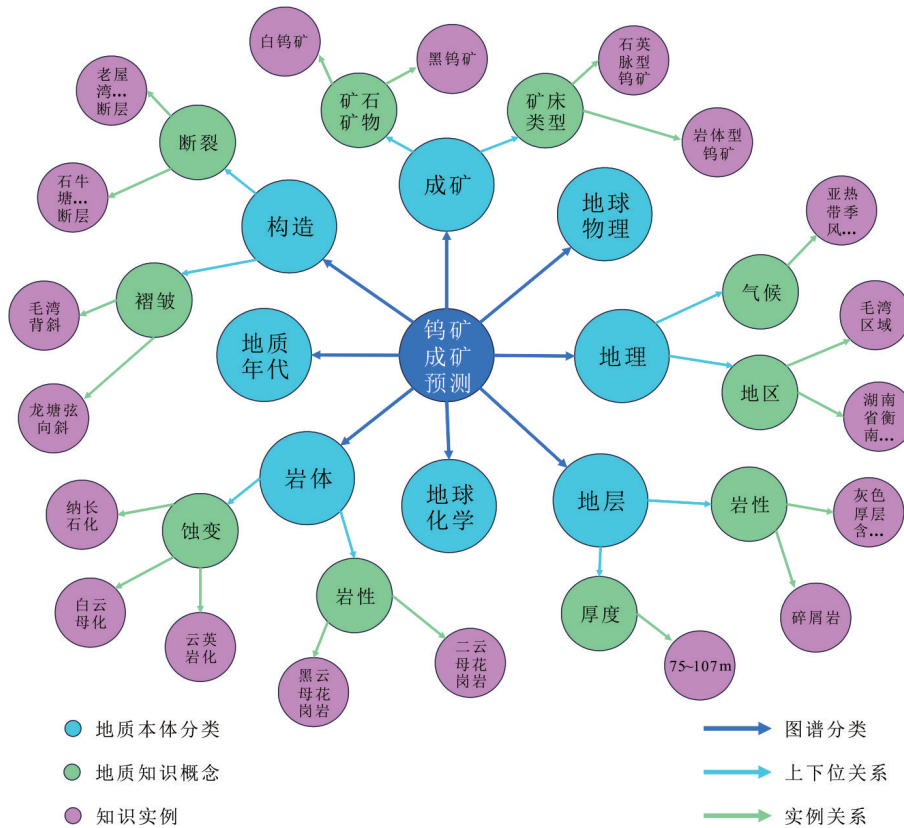 白钨矿
黑钨矿
石英
脉型
钨矿
矿石
矿物
矿床
类型
岩体型
钨矿
成矿
老屋
湾…
断层
断裂
石牛
塘…
断层
构造
地球
物理
亚热
带季
风…
气候
褶皱
毛湾
背斜
龙塘弦
向斜
地质
年代
钨矿
成矿
预测
地理
毛湾
区域
地区
湖南
省衡
南…
岩体
地球
化学
地层
岩性
灰色
厚层
含…
碎屑岩
厚度
75~107m
纳长
石化
蚀变
白云
母化
云英
岩化
岩性
黑云
母花
岗岩
二云
母花
岗岩
地质本体分类
地质知识概念
知识实例
图谱分类
上下位关系
实例关系